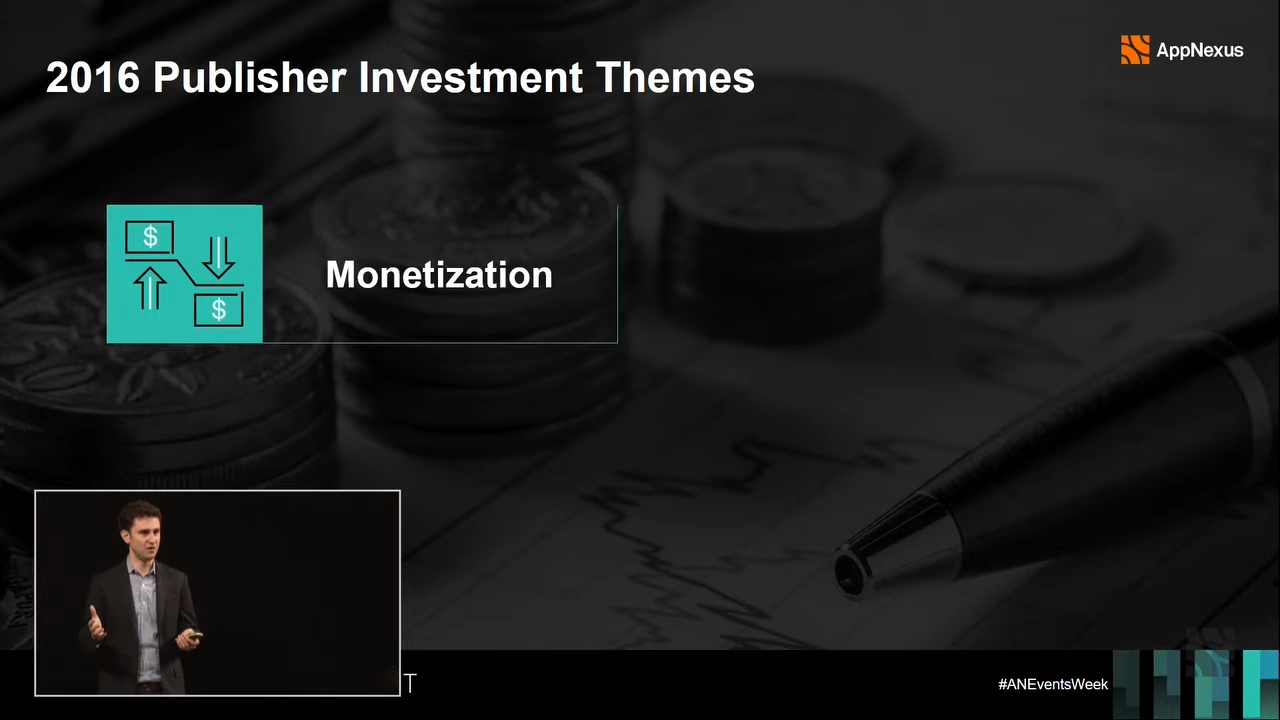 AppNexus
2016 Publisher Investment Themes
$
Monetization
$
T
#ANEventsWeek